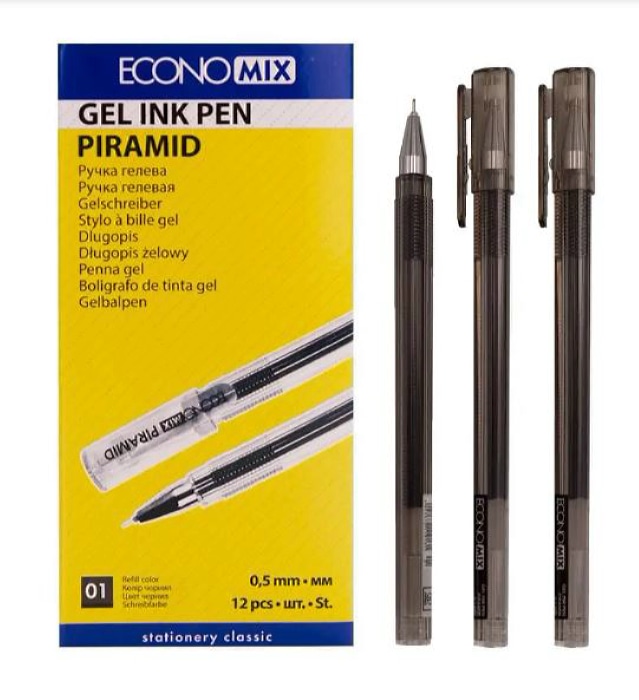 ECONOMIX
GEL INK PEN
PIRAMID
Ручка гелева
Ручка гелевая
Gelschreiber
Stylo à bille gel
Dlugopis
Długopis żelowy
Penna gel
Boligrafo de tinta gel
Gelbalpen
MIX PIRAMID
01
Refill color
Колір чорнил
Цвет чернил
Schreibfarbe
0,5 mm • мм
12 pcs • шт. • St.
stationery classic
ECONOMIX
ECONOMIX